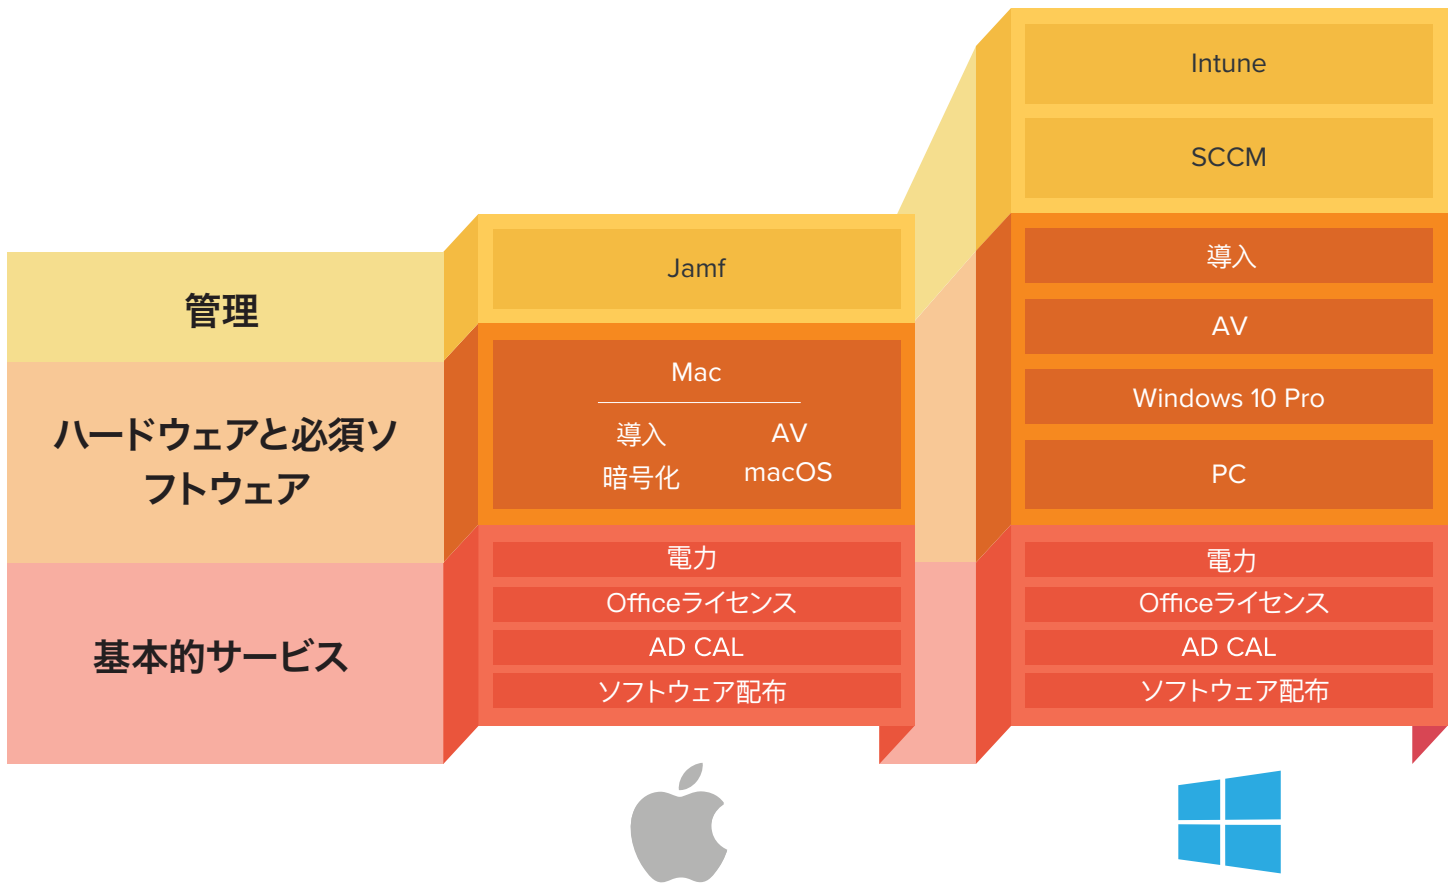 管理
ハードウェアと必須ソ
フトウェア
基本的サービス
Jamf
Mac
導入 AV
暗号化 macOS
電力
Officeライセンス
AD CAL
ソフトウェア配布
Intune
SCCM
導入
AV
Windows 10 Pro
PC
電力
Officeライセンス
AD CAL
ソフトウェア配布